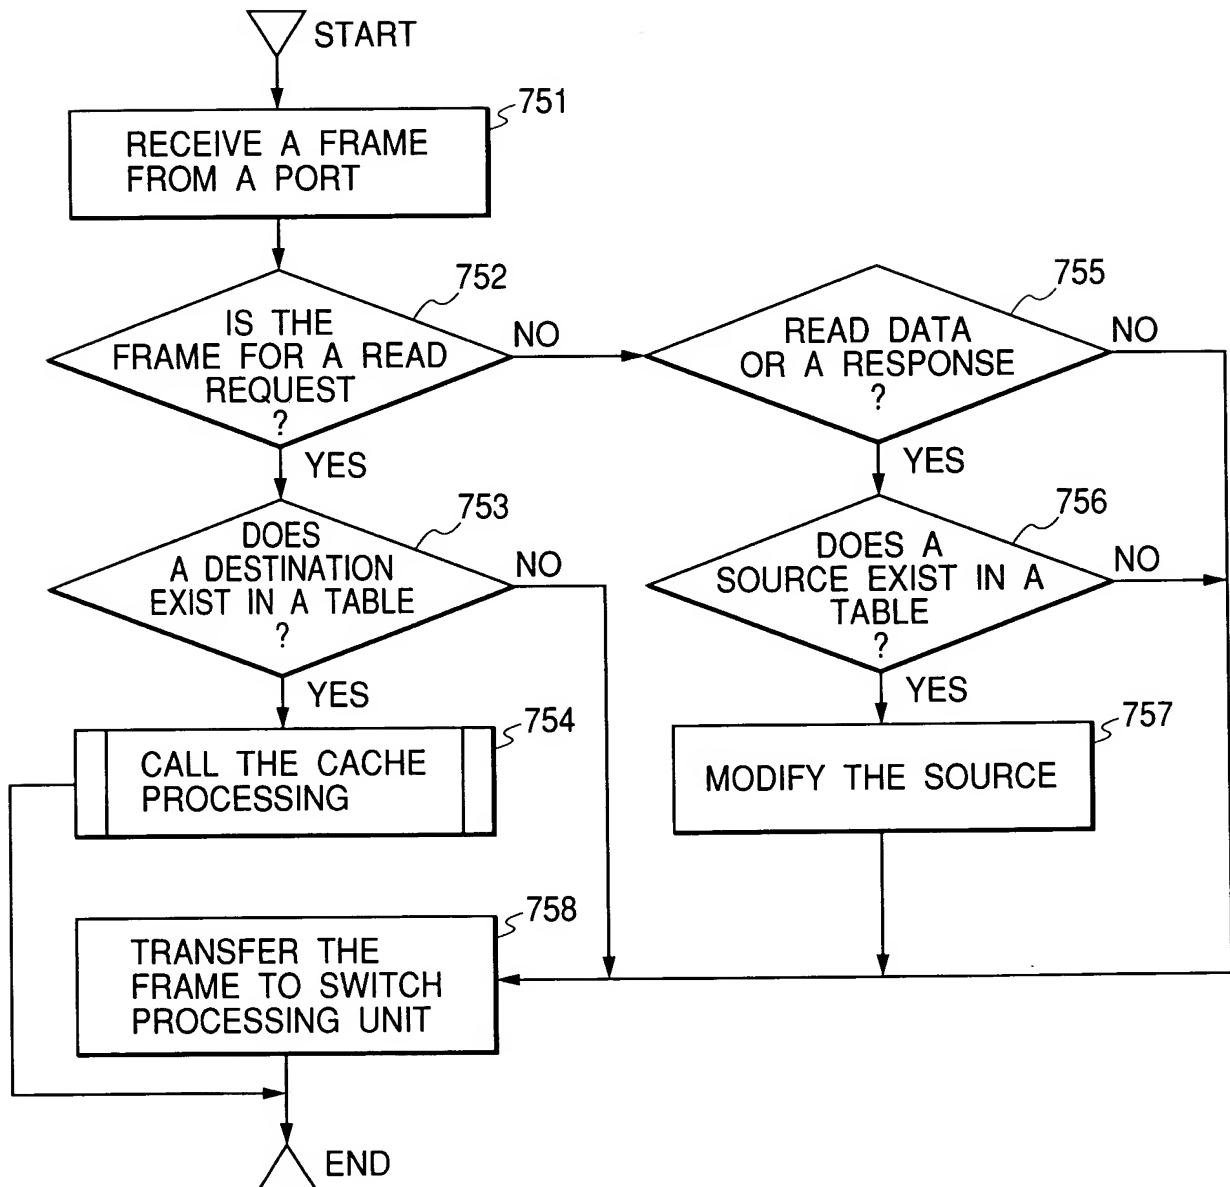 START
751
RECEIVE A FRAME
FROM A PORT
752
IS THE
FRAME FOR A READ
REQUEST
?
NO
YES
755
READ DATA
OR A RESPONSE
?
NO
YES
753
DOES
A DESTINATION
EXIST IN A TABLE
?
NO
YES
756
DOES A
SOURCE EXIST IN A
TABLE
?
NO
YES
754
CALL THE CACHE
PROCESSING
757
MODIFY THE SOURCE
758
TRANSFER THE
FRAME TO SWITCH
PROCESSING UNIT
END